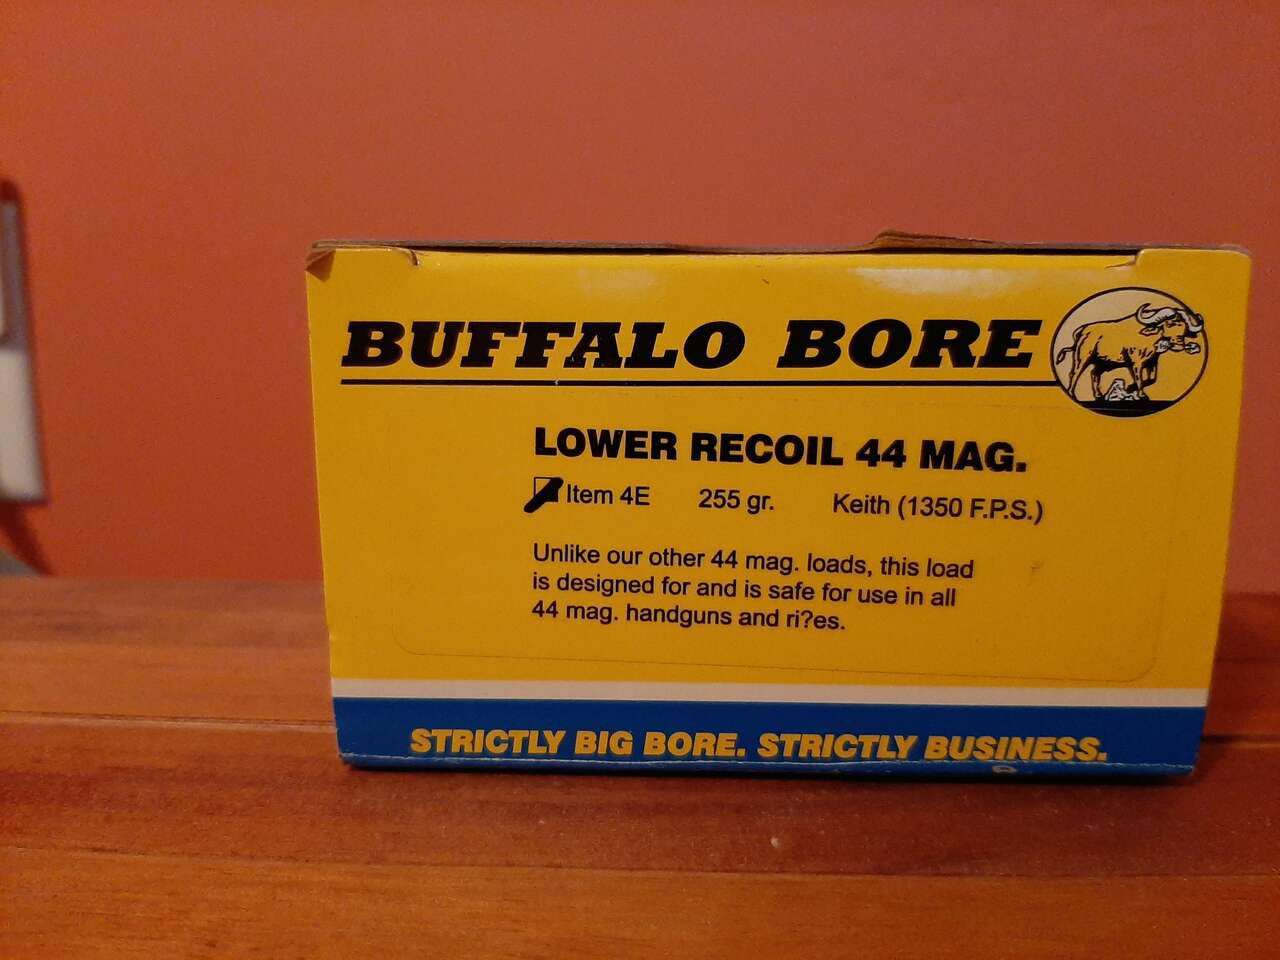 BUFFALO BORE
LOWER RECOIL 44 MAG.
Item 4E 255 gr. Keith (1350 F.P.S.)
Unlike our other 44 mag. loads, this load
is designed for and is safe for use in all
44 mag. handguns and ri?es.
STRICTLY BIG BORE. STRICTLY BUSINESS.